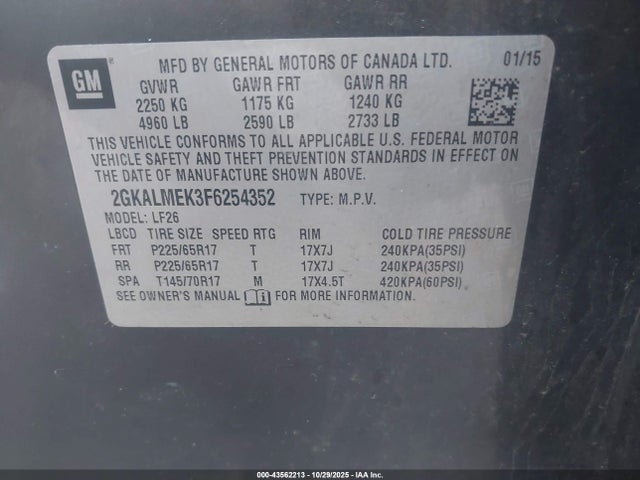 GM
MFD BY GENERAL MOTORS OF CANADA LTD. 01/15
GVWR GAWR FRT GAWR RR
2250 KG 1175 KG 1240 KG
4960 LB 2590 LB 2733 LB
THIS VEHICLE CONFORMS TO ALL APPLICABLE U.S. FEDERAL MOTOR
VEHICLE SAFETY AND THEFT PREVENTION STANDARDS IN EFFECT ON
THE DATE OF MANUFACTURE SHOWN ABOVE.
2GKALMEK3F6254352 TYPE: M.P.V.
MODEL: LF26
LBCD TIRE SIZE SPEED RTG RIM COLD TIRE PRESSURE
FRT P225/65R17 T 17X7J 240KPA(35PSI)
RR P225/65R17 T 17X7J 240KPA(35PSI)
SPA T145/70R17 M 17X4.5T 420KPA(60PSI)
SEE OWNER'S MANUAL FOR MORE INFORMATION.
000-43562213 | 10/29/2025 - IAA Inc.